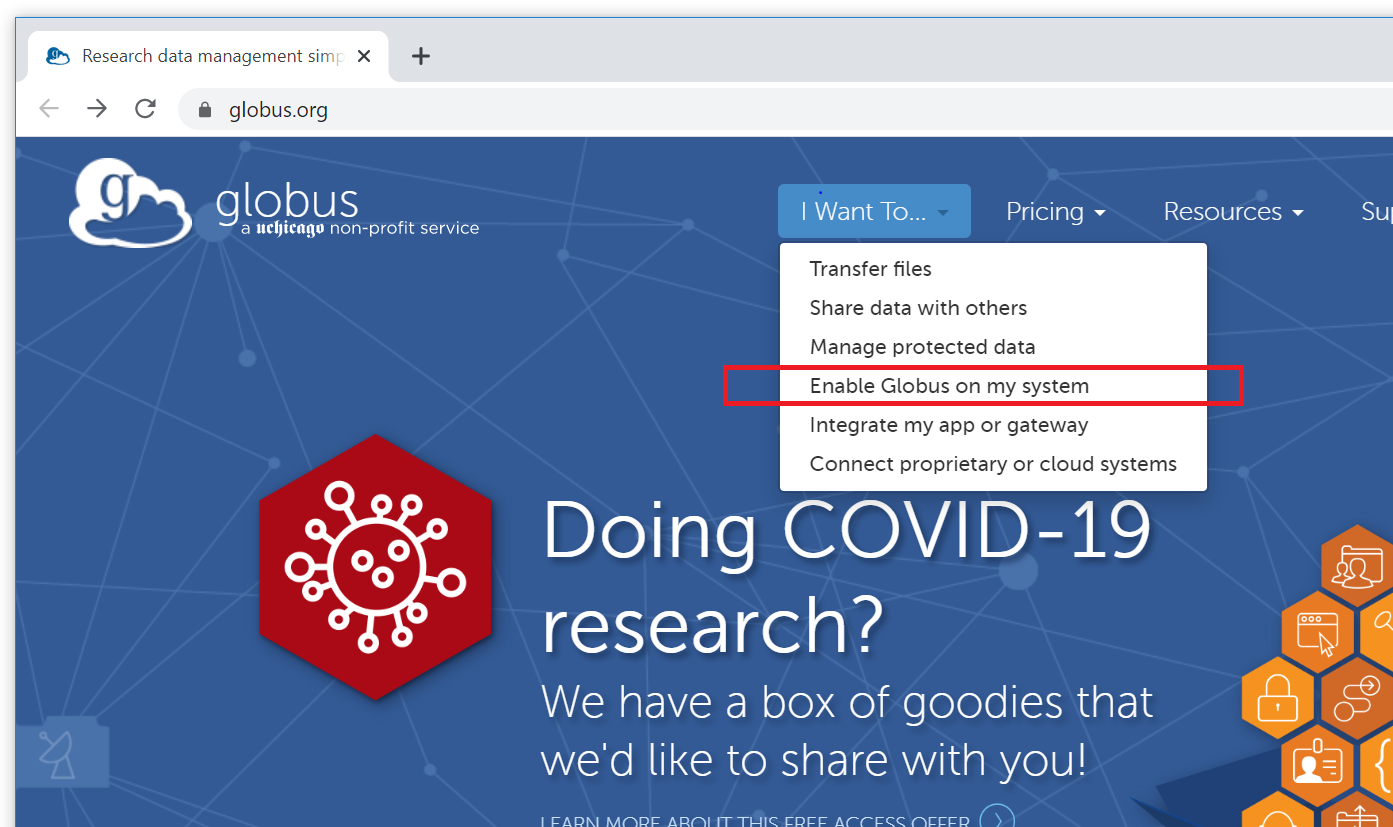 Research data management simp
globus.org
globus
a uchicago non-profit service
I Want To...
Pricing
Resources
Sup
Transfer files
Share data with others
Manage protected data
Enable Globus on my system
Integrate my app or gateway
Connect proprietary or cloud systems
Doing COVID-19
research?
We have a box of goodies that
we'd like to share with you!
LEARN MORE ABOUT THIS FREE ACCESS OFFER